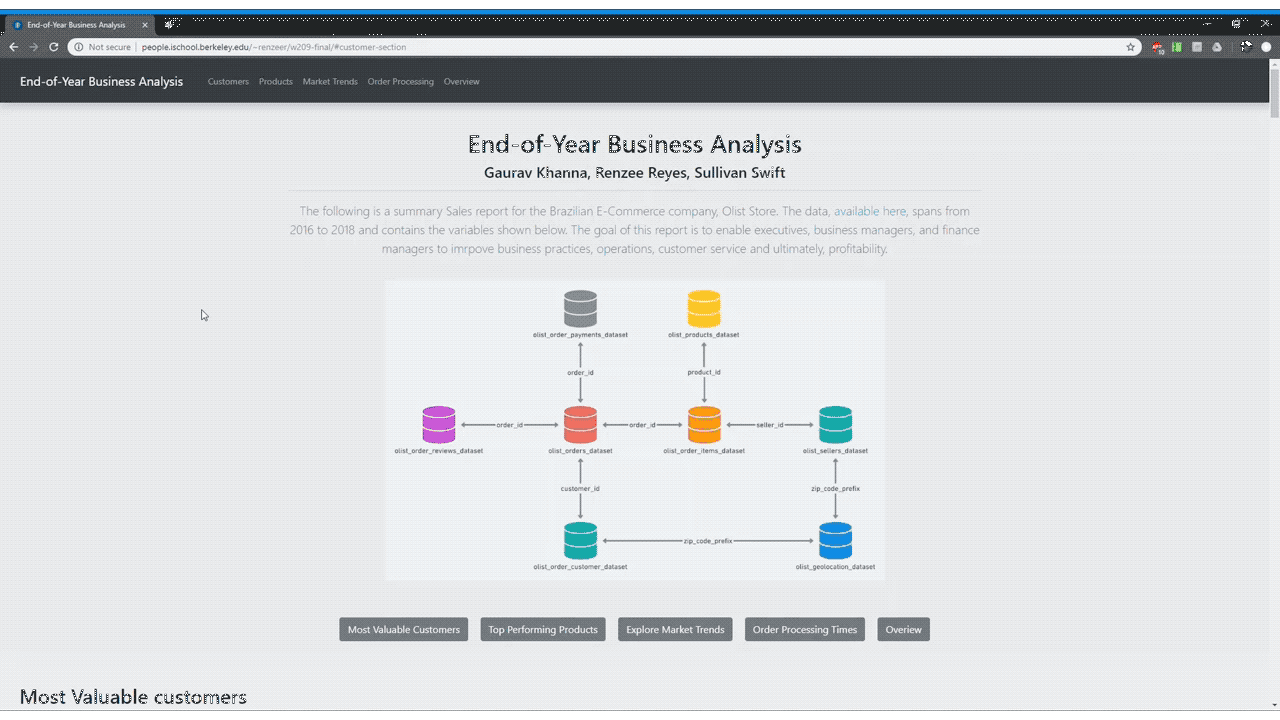 End-of-Year Business Analysis
Not secure | people.ischool.berkeley.edu/~renzeer/w209-final/#customer-section
End-of-Year Business Analysis Customers Products Market Trends Order Processing Overview
End-of-Year Business Analysis
Gaurav Khanna, Renzee Reyes, Sullivan Swift
The following is a summary Sales report for the Brazilian E-Commerce company, Olist Store. The data, available here, spans from
2016 to 2018 and contains the variables shown below. The goal of this report is to enable executives, business managers, and finance
managers to imrpove business practices, operations, customer service and ultimately, profitability.
olist_order_payments_dataset olist_products_dataset
order_id product_id
order_id order_id seller_id
olist_order_reviews_dataset olist_orders_dataset olist_order_items_dataset olist_sellers_dataset
customer_id zip_code_prefix
zip_code_prefix
olist_order_customer_dataset olist_geolocation_dataset
Most Valuable Customers Top Performing Products Explore Market Trends Order Processing Times Overiew
Most Valuable customers